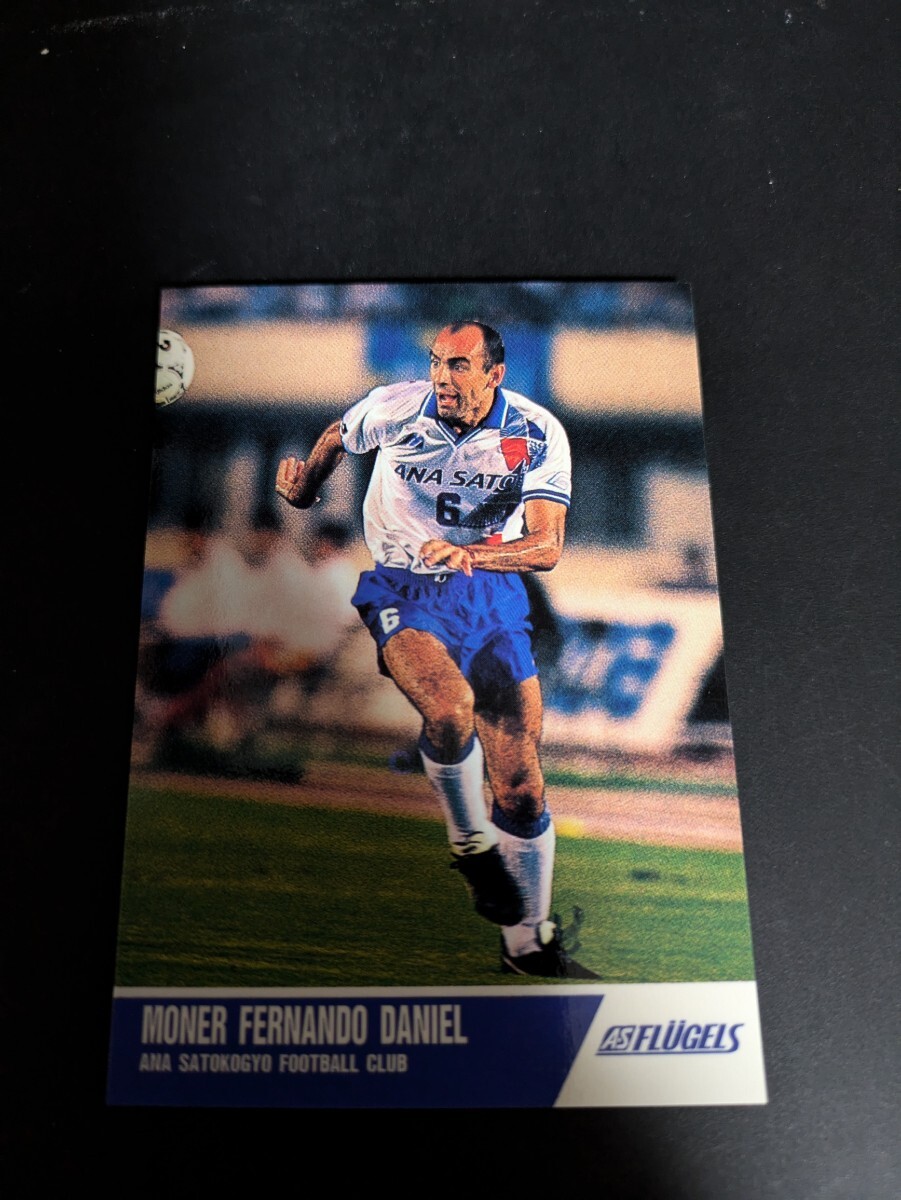 ANA SATO
6
6
MONER FERNANDO DANIEL
ANA SATOKOGYO FOOTBALL CLUB
AS FLÜGELS